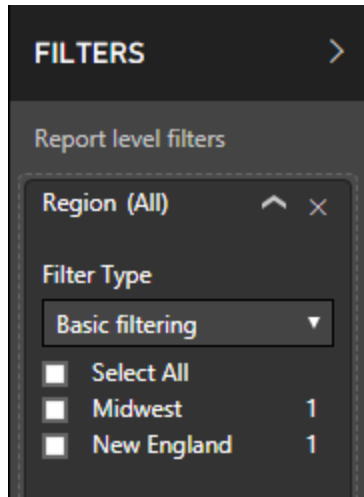 FILTERS
Report level filters
Region (All)
Filter Type
Basic filtering
Select All
Midwest 1
New England 1